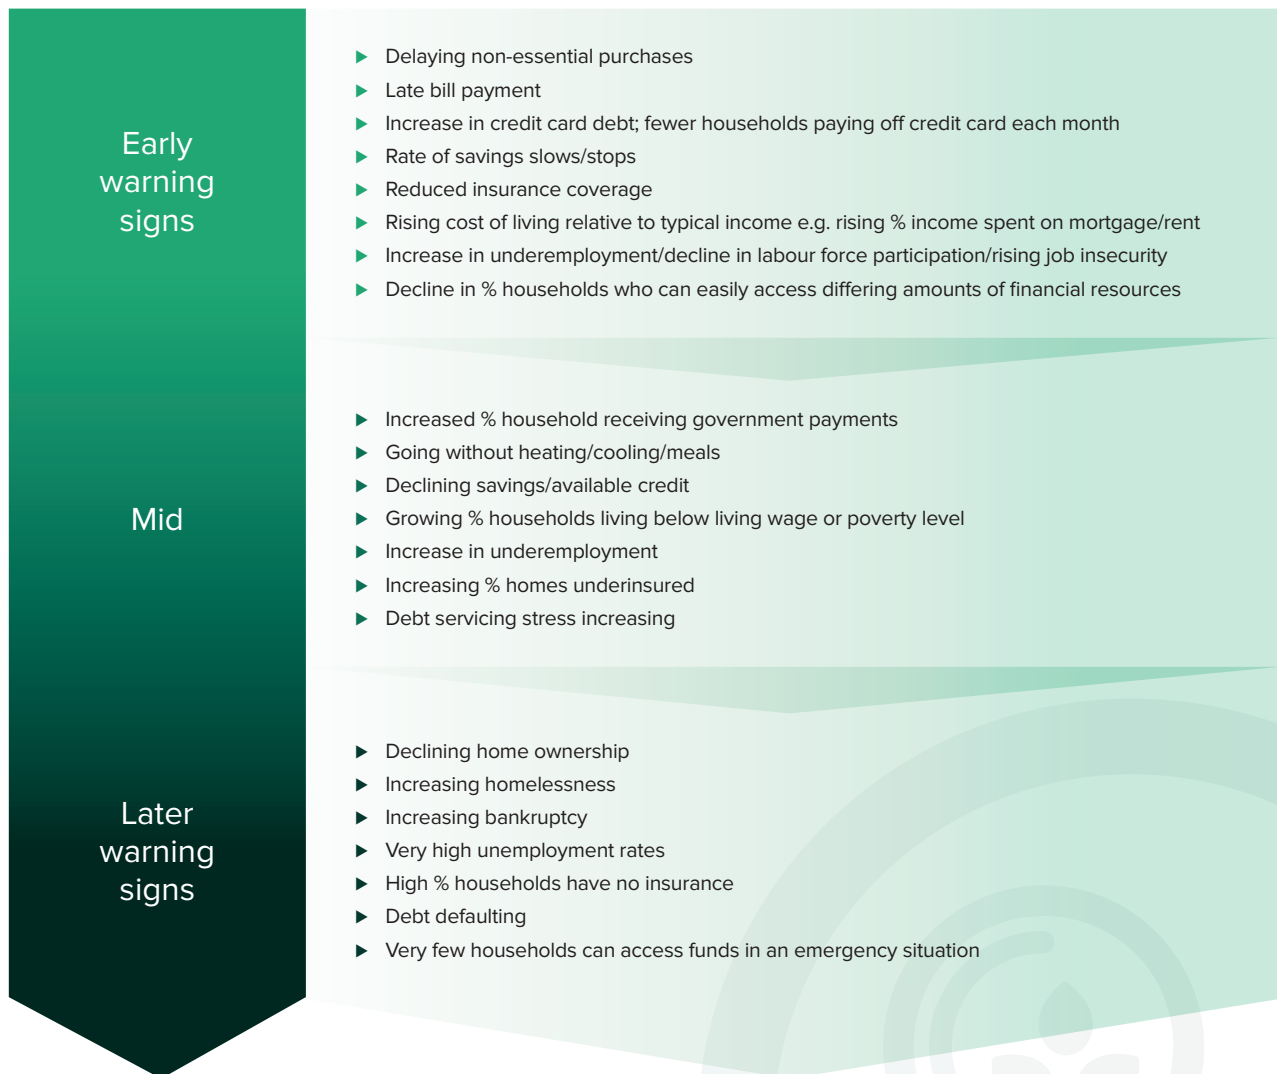 Early
warning
signs
Delaying non-essential purchases
Late bill payment
Increase in credit card debt; fewer households paying off credit card each month
Rate of savings slows/stops
Reduced insurance coverage
Rising cost of living relative to typical income e.g. rising % income spent on mortgage/rent
Increase in underemployment/decline in labour force participation/rising job insecurity
Decline in % households who can easily access differing amounts of financial resources
Mid
Increased % household receiving government payments
Going without heating/cooling/meals
Declining savings/available credit
Growing % households living below living wage or poverty level
Increase in underemployment
Increasing % homes underinsured
Debt servicing stress increasing
Later
warning
signs
Declining home ownership
Increasing homelessness
Increasing bankruptcy
Very high unemployment rates
High % households have no insurance
Debt defaulting
Very few households can access funds in an emergency situation